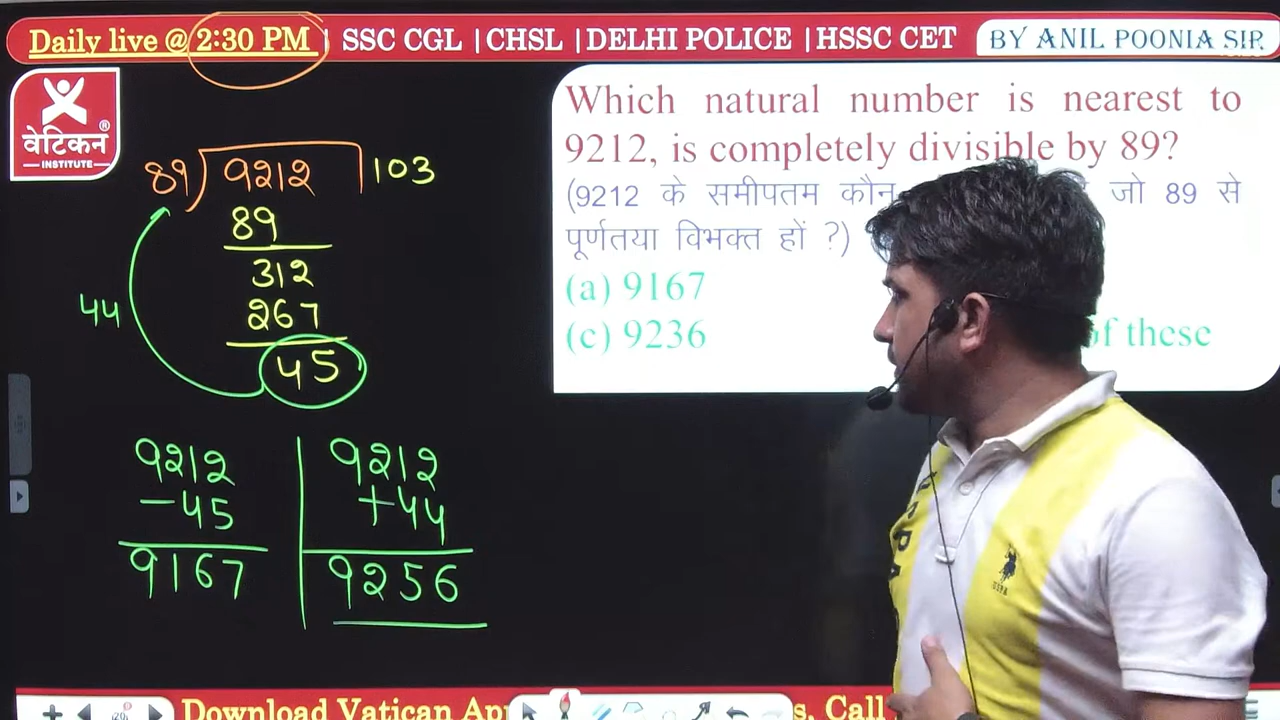 Daily live @ 2:30 PM | SSC CGL | CHSL | DELHI POLICE | HSSC CET
BY ANIL POONIA SIR
वेटिकन
INSTITUTE
Which natural number is nearest to
9212, is completely divisible by 89?
(9212 के समीपतम कौन
जो 89 से
पूर्णतया विभक्त हों ?)
(a) 9167
(c) 9236
of these
89) 9212 | 103
89
312
267
45
44
9212
-45
9167
9212
+44
9256
Download Vatican App
Call